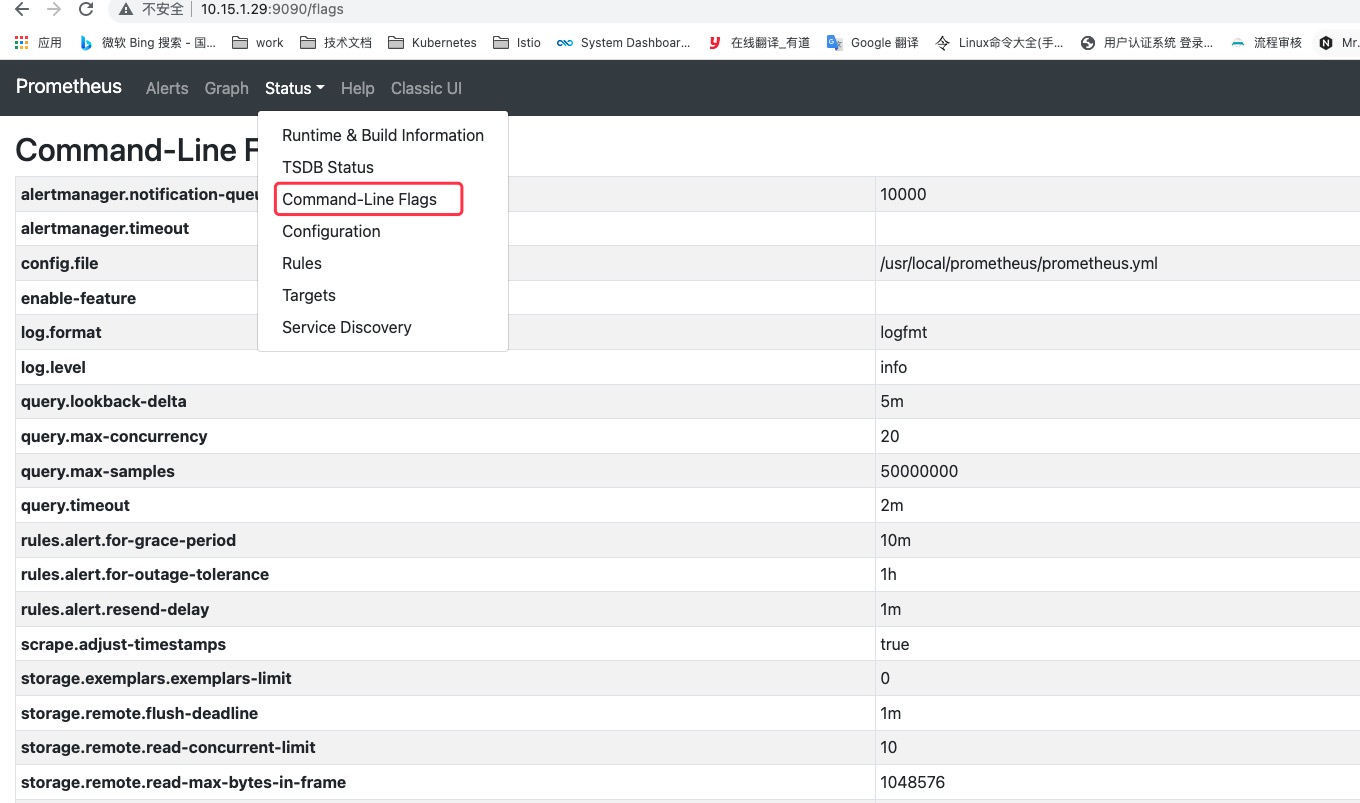 不安全 10.15.1.29:9090/flags
应用 微软 Bing 搜索 - 国... work 技术文档 Kubernetes Istio System Dashboar... 在线翻译_有道 Google 翻译 Linux命令大全(手... 用户认证系统 登录... 流程审核 Mr.
Prometheus Alerts Graph Status Help Classic UI
Runtime & Build Information
TSDB Status
Command-Line Flags
Configuration
Rules
Targets
Service Discovery
Command-Line F
alertmanager.notification-queu 10000
alertmanager.timeout
config.file /usr/local/prometheus/prometheus.yml
enable-feature
log.format logfmt
log.level info
query.lookback-delta 5m
query.max-concurrency 20
query.max-samples 50000000
query.timeout 2m
rules.alert.for-grace-period 10m
rules.alert.for-outage-tolerance 1h
rules.alert.resend-delay 1m
scrape.adjust-timestamps true
storage.exemplars.exemplars-limit 0
storage.remote.flush-deadline 1m
storage.remote.read-concurrent-limit 10
storage.remote.read-max-bytes-in-frame 1048576